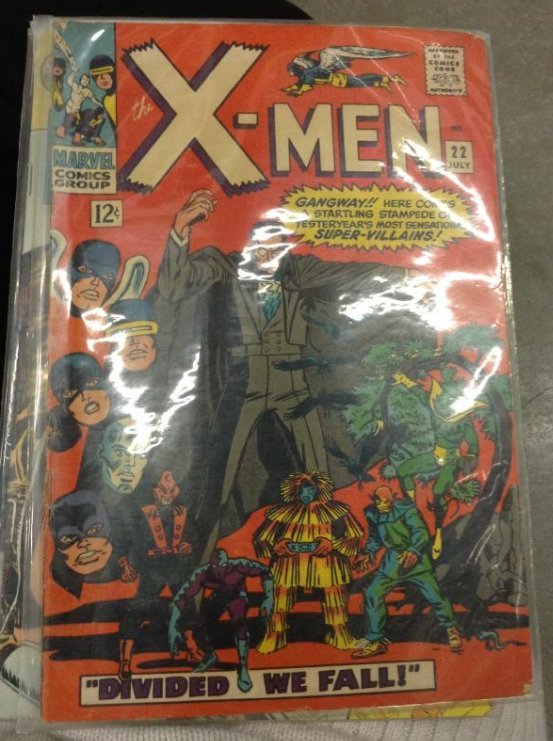 APPROVED
BY THE
COMICS
CODE
AUTHORITY
the
X-MEN
MARVEL
COMICS
GROUP
22
JULY
12¢
GANGWAY!! HERE COMES
A STARTLING STAMPEDE OF
YESTERYEAR'S MOST SENSATIONAL
SUPER-VILLAINS!
"DIVIDED WE FALL!"